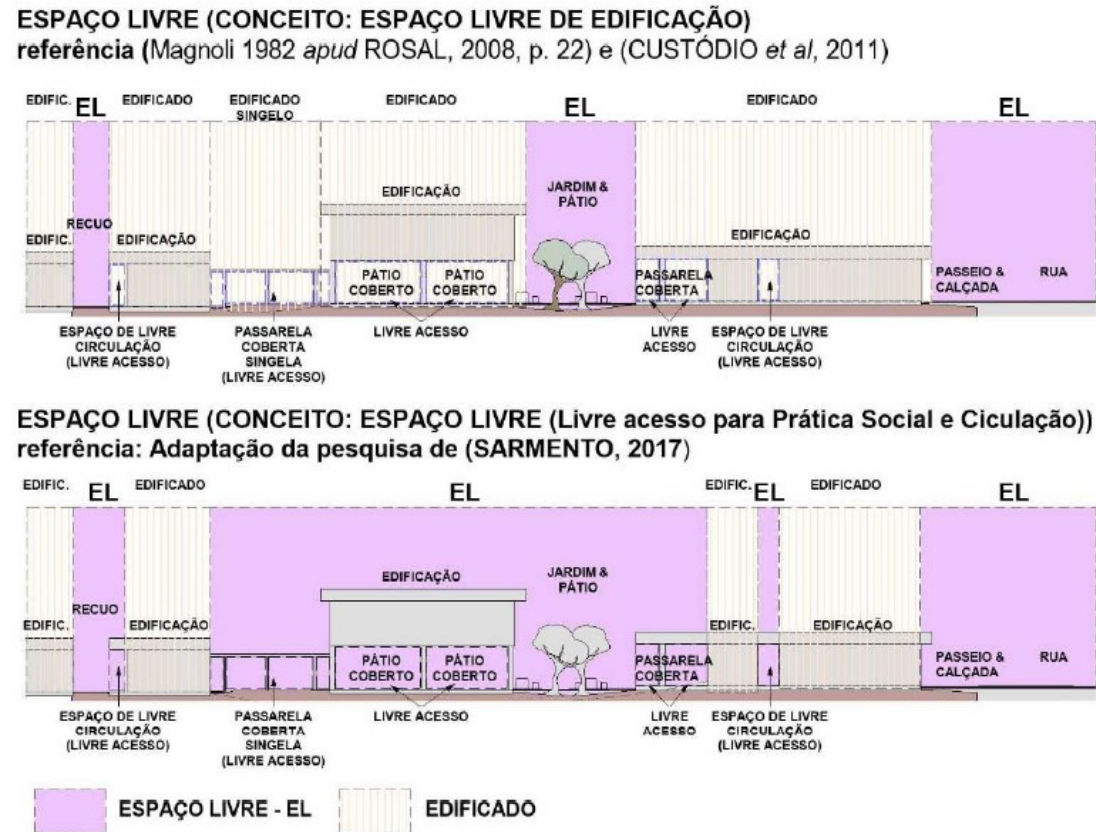 ESPAÇO LIVRE (CONCEITO: ESPAÇO LIVRE DE EDIFICAÇÃO)
referência (Magnoli 1982 apud ROSAL, 2008, p. 22) e (CUSTÓDIO et al, 2011)
EDIFIC. EL EDIFICADO EDIFICADO EDIFICADO EL EDIFICADO EL
SINGELO
EDIFICAÇÃO
JARDIM &
PÁTIO
RECUO
EDIFIC. EDIFICAÇÃO
EDIFICAÇÃO
PÁTIO PÁTIO PASSARELA PASSEIO & RUA
COBERTO COBERTO COBERTA CALÇADA
ESPAÇO DE LIVRE PASSARELA LIVRE ACESSO LIVRE ESPAÇO DE LIVRE
CIRCULAÇÃO COBERTA ACESSO CIRCULAÇÃO
(LIVRE ACESSO) SINGELA (LIVRE ACESSO)
(LIVRE ACESSO)
ESPAÇO LIVRE (CONCEITO: ESPAÇO LIVRE (Livre acesso para Prática Social e Ciculação))
referência: Adaptação da pesquisa de (SARMENTO, 2017)
EDIFIC. EL EDIFICADO EL EDIFIC. EL EDIFICADO EL
EDIFICAÇÃO
JARDIM &
PÁTIO
RECUO
EDIFIC. EDIFICAÇÃO EDIFIC. EDIFICAÇÃO
PÁTIO PÁTIO PASSARELA PASSEIO & RUA
COBERTO COBERTO COBERTA CALÇADA
ESPAÇO DE LIVRE PASSARELA LIVRE ACESSO LIVRE ESPAÇO DE LIVRE
CIRCULAÇÃO COBERTA ACESSO CIRCULAÇÃO
(LIVRE ACESSO) SINGELA (LIVRE ACESSO)
(LIVRE ACESSO)
ESPAÇO LIVRE - EL EDIFICADO